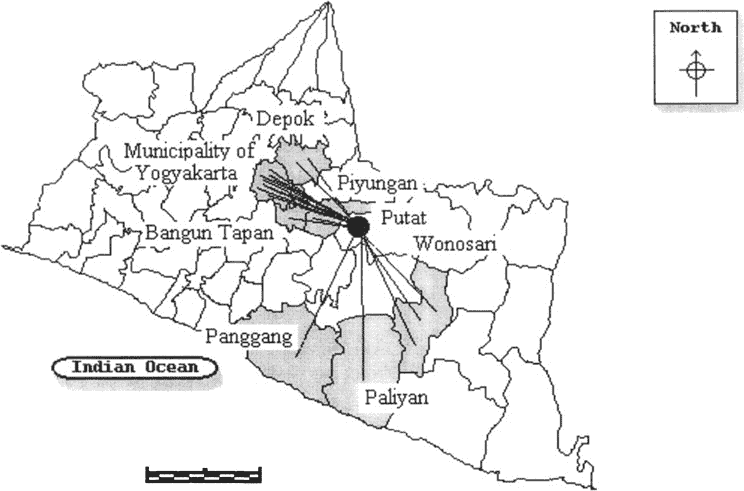 North
Depok
Municipality of
Yogyakarta
Piyungan
Putat
Bangun Tapan
Wonosari
Panggang
Indian Ocean
Paliyan